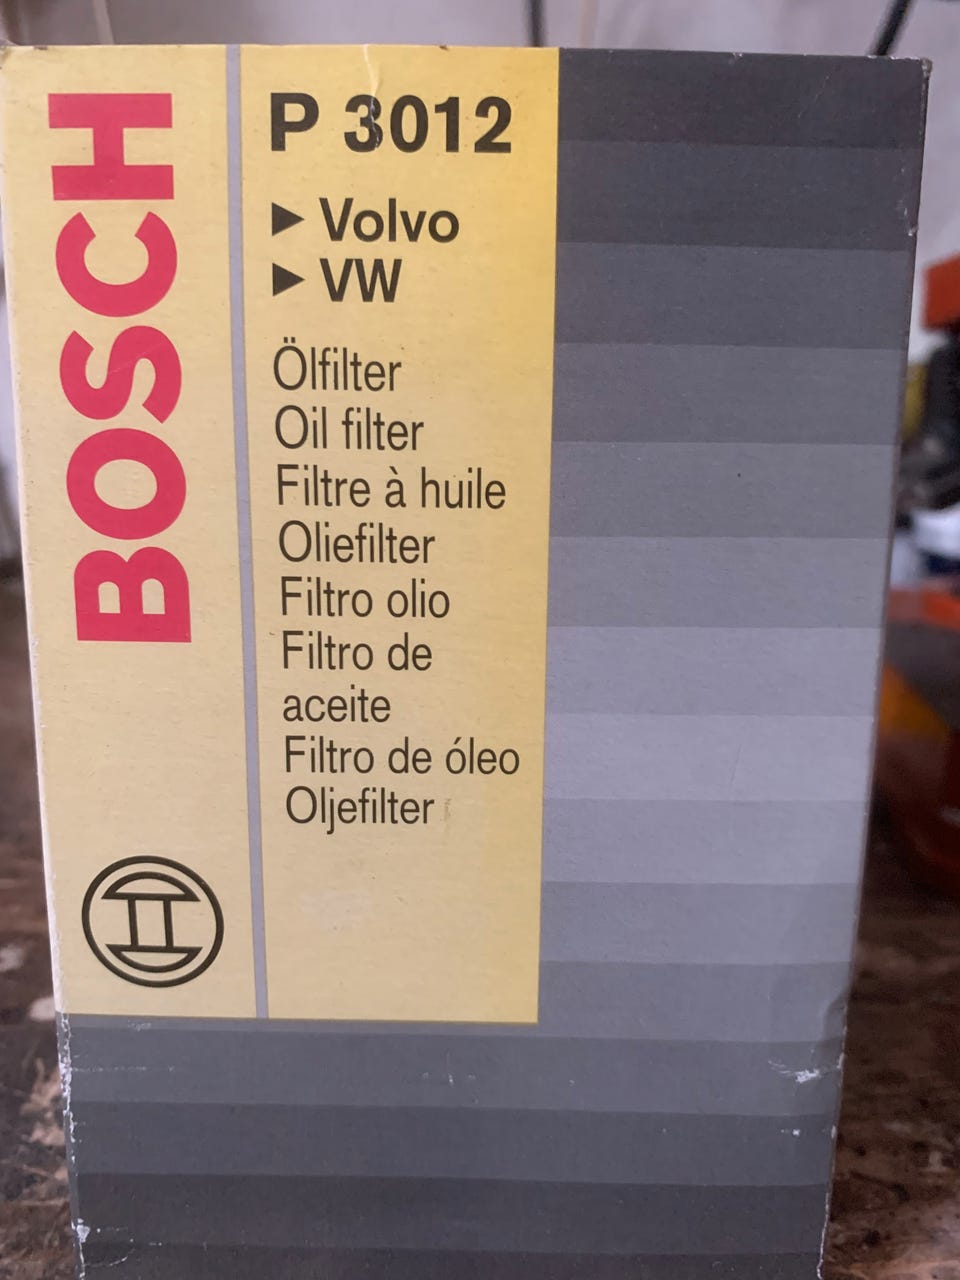 BOSCH
P 3012
► Volvo
► VW
Ölfilter
Oil filter
Filtre à huile
Oliefilter
Filtro olio
Filtro de
aceite
Filtro de óleo
Oljefilter